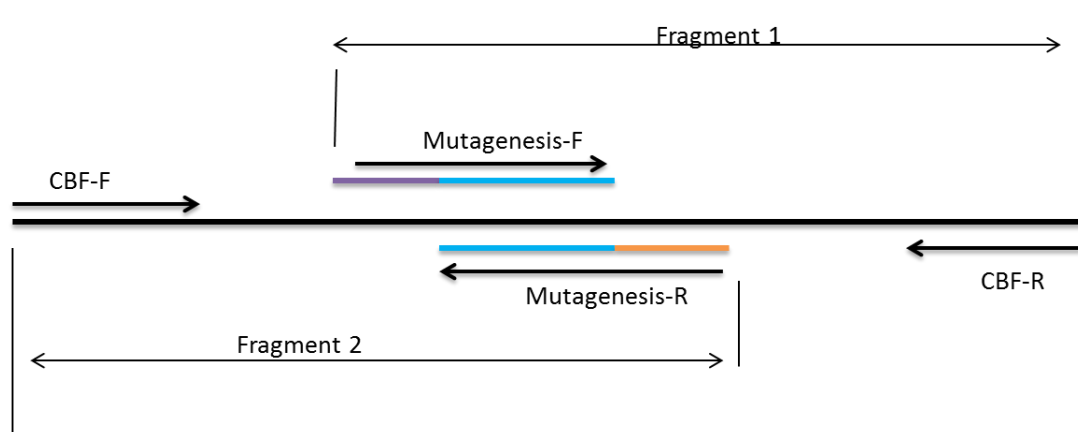 Fragment 1
Mutagenesis-F
CBF-F
Mutagenesis-R
CBF-R
Fragment 2